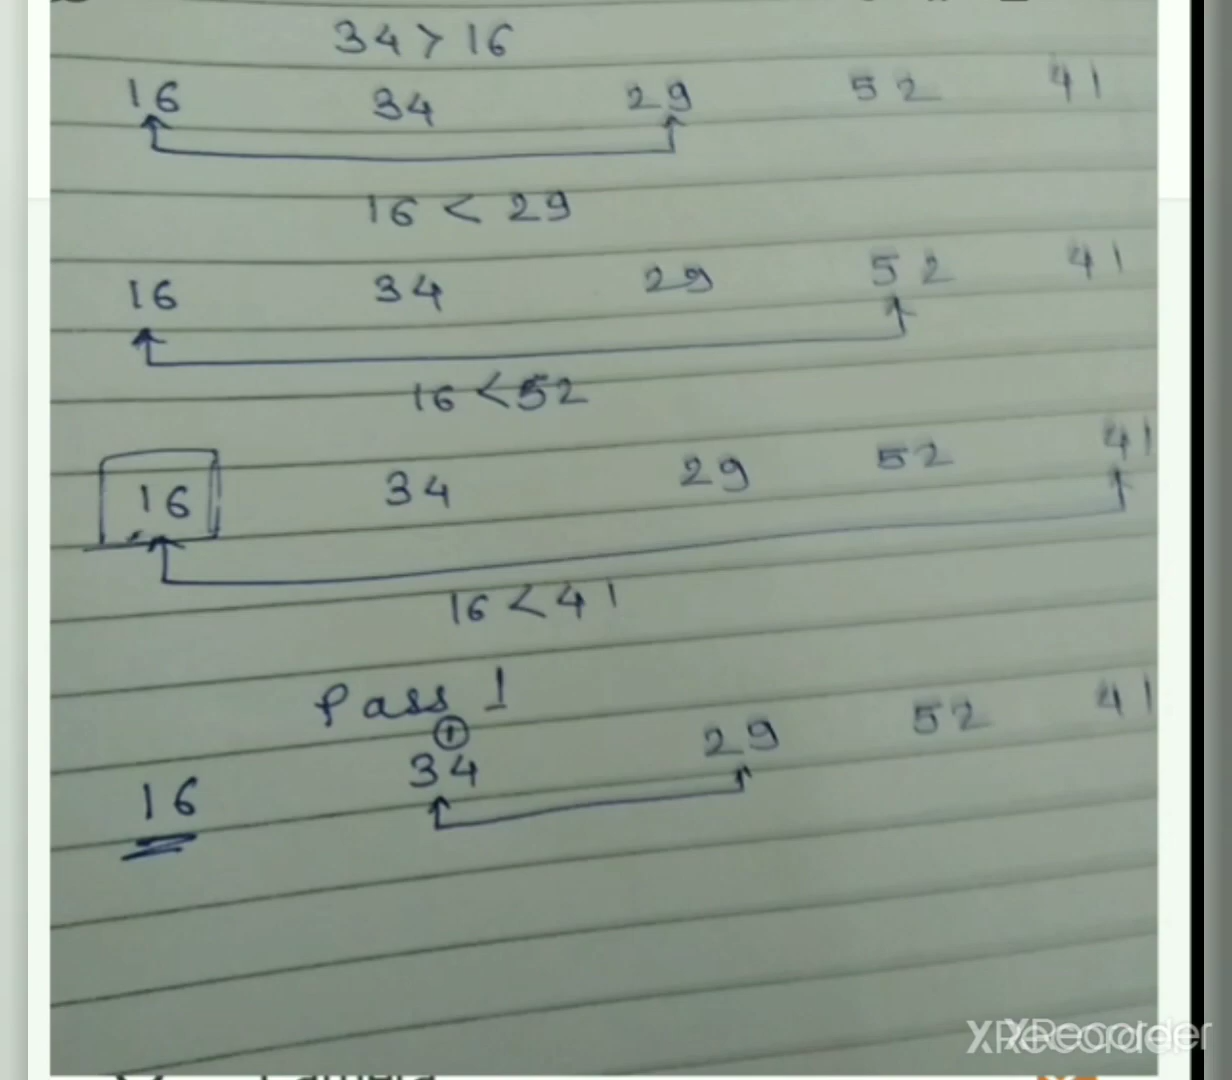 34 > 16
16 34 29 52 41
16 < 29
16 34 29 52 41
16 < 52
16 34 29 52 41
16 < 41
Pass 1
16 34 29 52 41
XRecorder